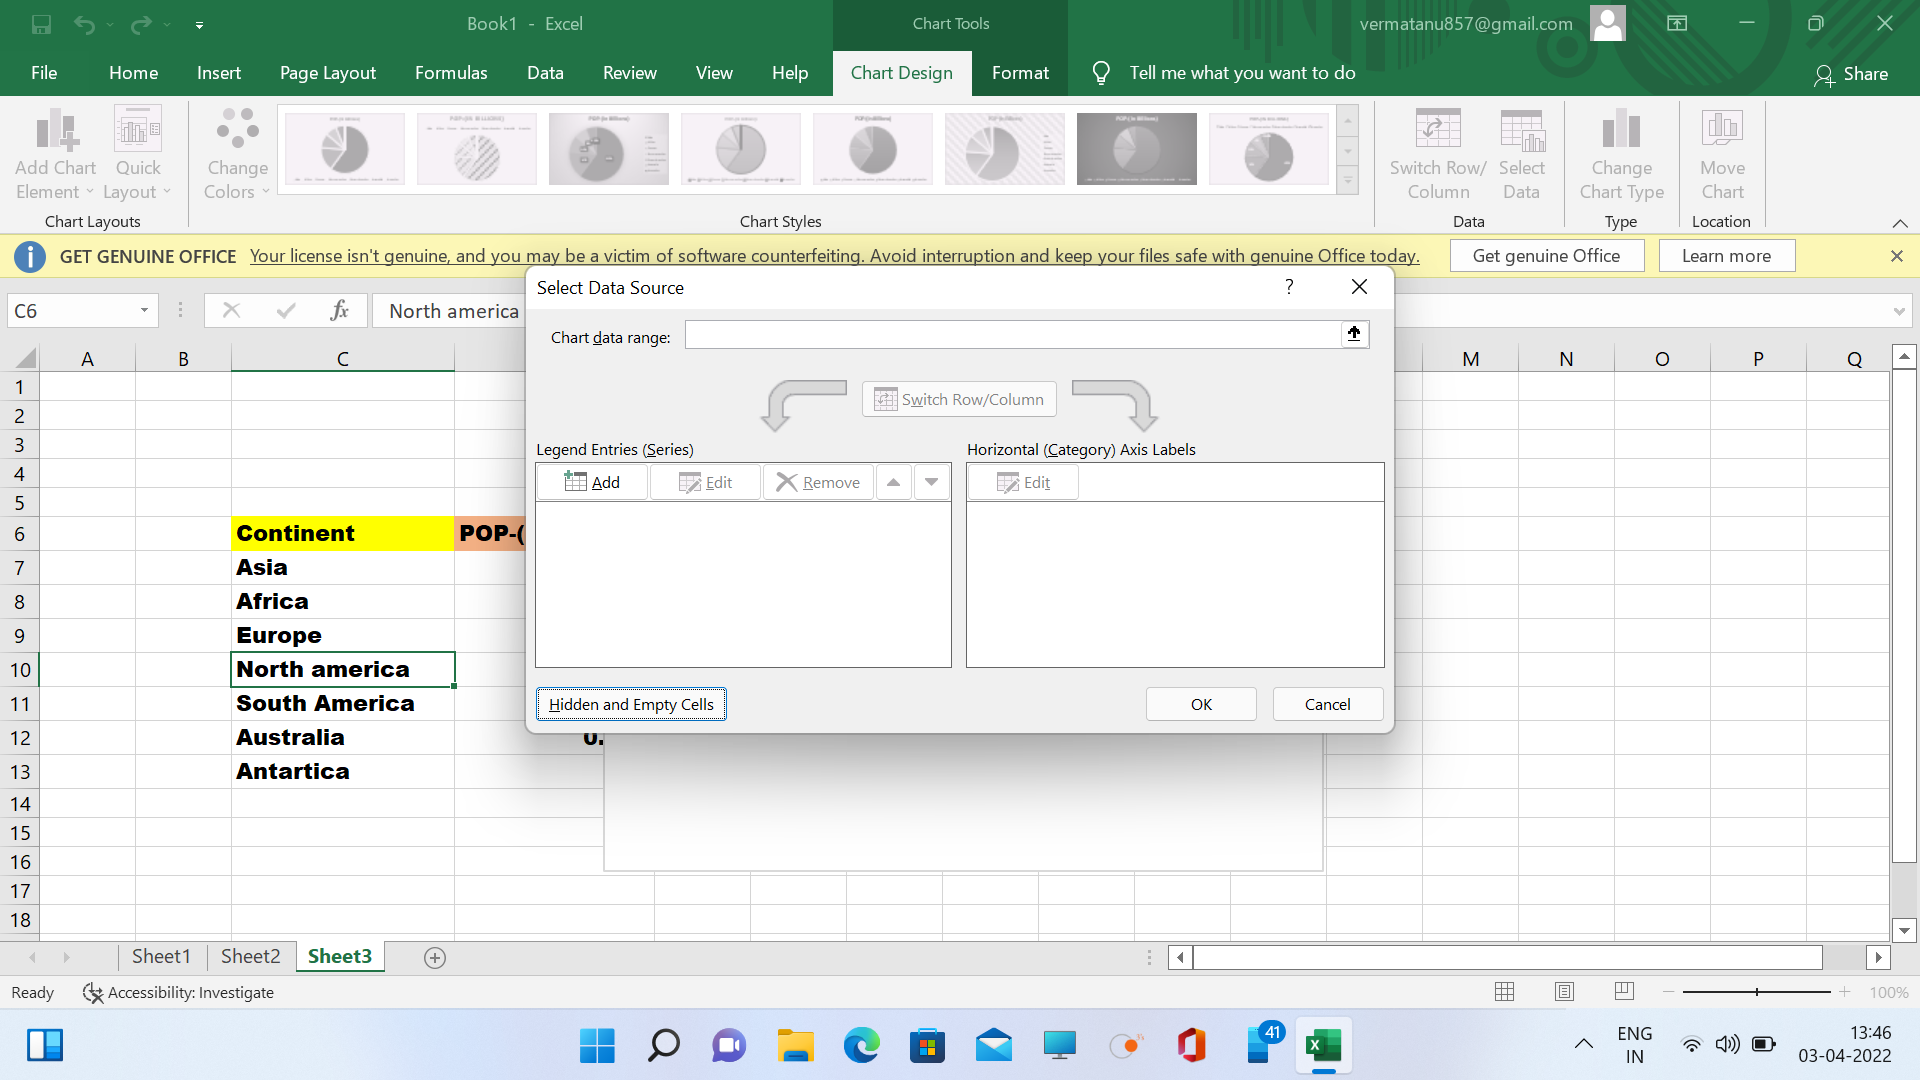 Book1 - Excel
Chart Tools
vermatanu857@gmail.com
File Home Insert Page Layout Formulas Data Review View Help Chart Design Format Tell me what you want to do Share
Add Chart Element
Quick Layout
Change Colors
Switch Row/ Column
Select Data
Change Chart Type
Move Chart
Chart Layouts
Chart Styles
Data
Type
Location
GET GENUINE OFFICE Your license isn't genuine, and you may be a victim of software counterfeiting. Avoid interruption and keep your files safe with genuine Office today. Get genuine Office Learn more
C6 fx North america
Select Data Source ?
Chart data range:
Switch Row/Column
Legend Entries (Series)
Horizontal (Category) Axis Labels
Add Edit Remove
Edit
Hidden and Empty Cells OK Cancel
A B C M N O P Q
1
2
3
4
5
6 Continent POP-(
7 Asia
8 Africa
9 Europe
10 North america
11 South America
12 Australia 0.
13 Antartica
14
15
16
17
18
Sheet1 Sheet2 Sheet3
Ready Accessibility: Investigate 100%
41
ENG
IN
13:46
03-04-2022